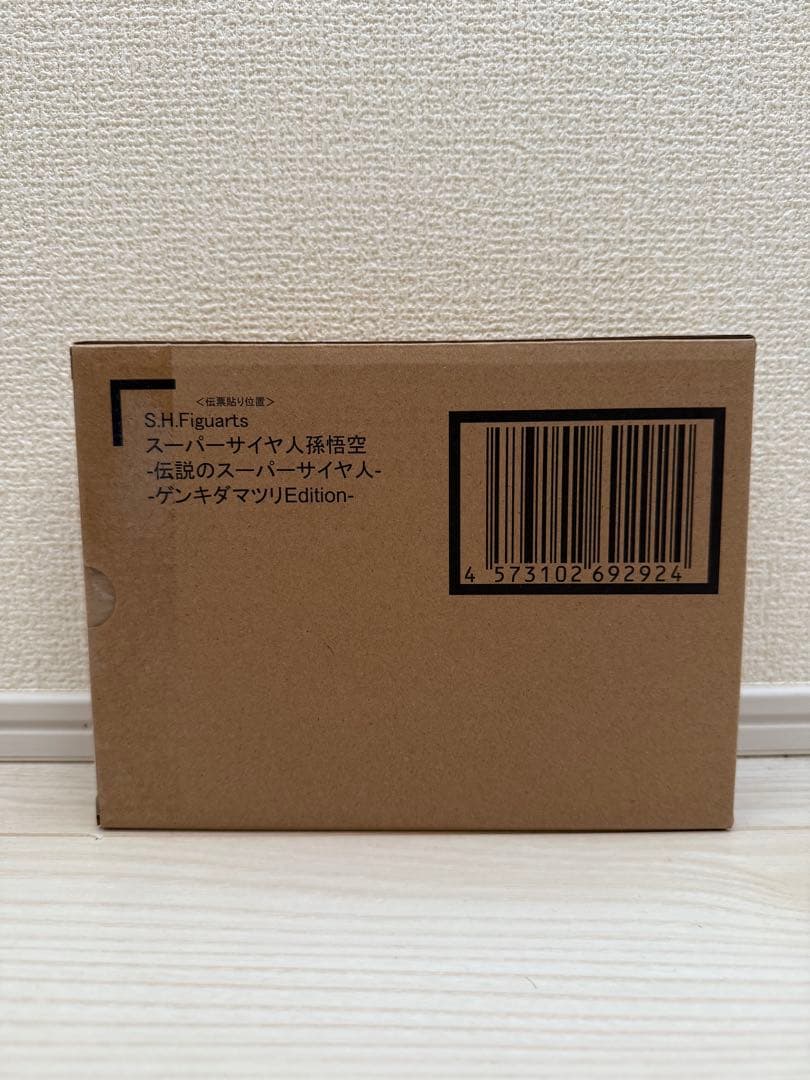 ＜伝票貼り位置＞
S.H.Figuarts
スーパーサイヤ人孫悟空
-伝説のスーパーサイヤ人-
-ゲンキダマツリEdition-
4 573102 692924